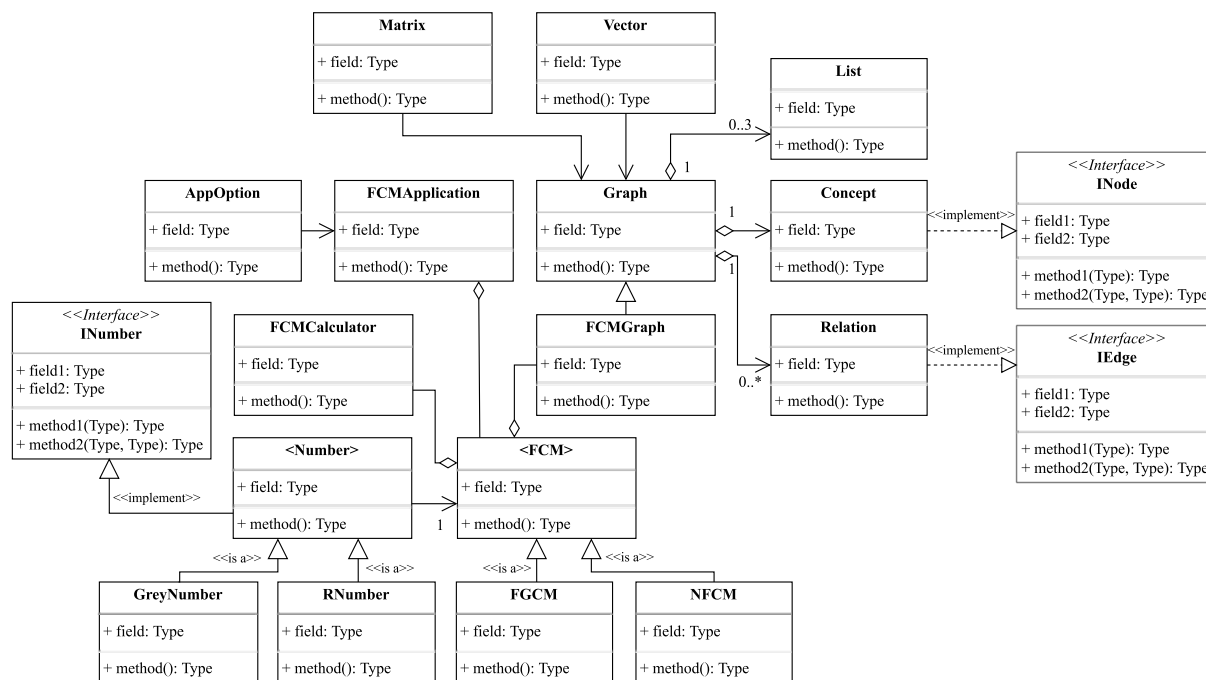 Matrix
+ field: Type
+ method(): Type
Vector
+ field: Type
+ method(): Type
List
+ field: Type
+ method(): Type
0..3
1
<<Interface>>
INode
+ field1: Type
+ field2: Type
+ method1(Type): Type
+ method2(Type, Type): Type
AppOption
+ field: Type
+ method(): Type
FCMApplication
+ field: Type
+ method(): Type
Graph
+ field: Type
+ method(): Type
1
1
Concept
+ field: Type
+ method(): Type
<<implement>>
<<Interface>>
INumber
+ field1: Type
+ field2: Type
+ method1(Type): Type
+ method2(Type, Type): Type
FCMCalculator
+ field: Type
+ method(): Type
FCMGraph
+ field: Type
+ method(): Type
0..*
Relation
+ field: Type
+ method(): Type
<<implement>>
<<Interface>>
IEdge
+ field1: Type
+ field2: Type
+ method1(Type): Type
+ method2(Type, Type): Type
<<implement>>
<Number>
+ field: Type
+ method(): Type
1
<FCM>
+ field: Type
+ method(): Type
<<is a>>
<<is a>>
<<is a>>
<<is a>>
GreyNumber
+ field: Type
+ method(): Type
RNumber
+ field: Type
+ method(): Type
FGCM
+ field: Type
+ method(): Type
NFCM
+ field: Type
+ method(): Type